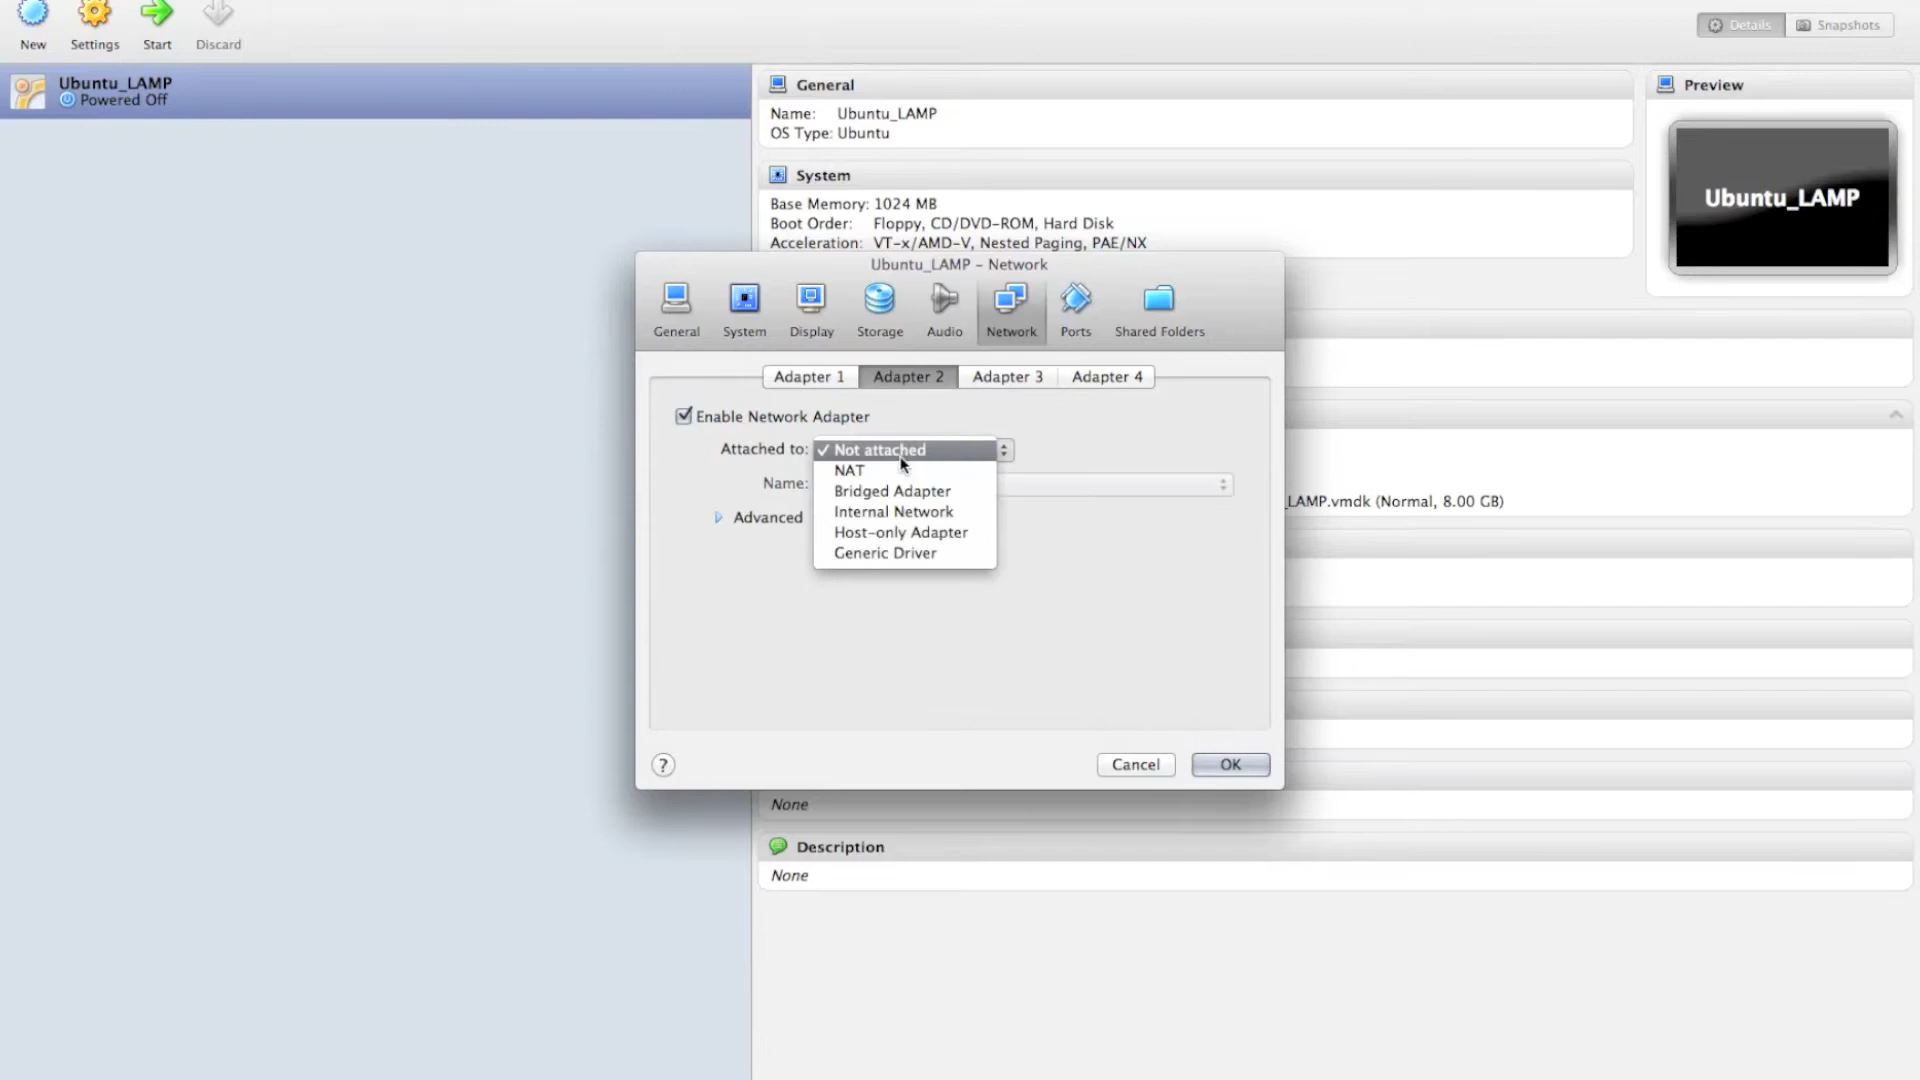 New
Settings
Start
Discard
Details
Snapshots
Ubuntu_LAMP
Powered Off
General
Name: Ubuntu_LAMP
OS Type: Ubuntu
System
Base Memory: 1024 MB
Boot Order: Floppy, CD/DVD-ROM, Hard Disk
Acceleration: VT-x/AMD-V, Nested Paging, PAE/NX
Preview
Ubuntu_LAMP
Ubuntu_LAMP - Network
General
System
Display
Storage
Audio
Network
Ports
Shared Folders
Adapter 1
Adapter 2
Adapter 3
Adapter 4
Enable Network Adapter
Attached to:
✓ Not attached
NAT
Bridged Adapter
Internal Network
Host-only Adapter
Generic Driver
Name:
Advanced
_LAMP.vmdk (Normal, 8.00 GB)
?
Cancel
OK
None
Description
None